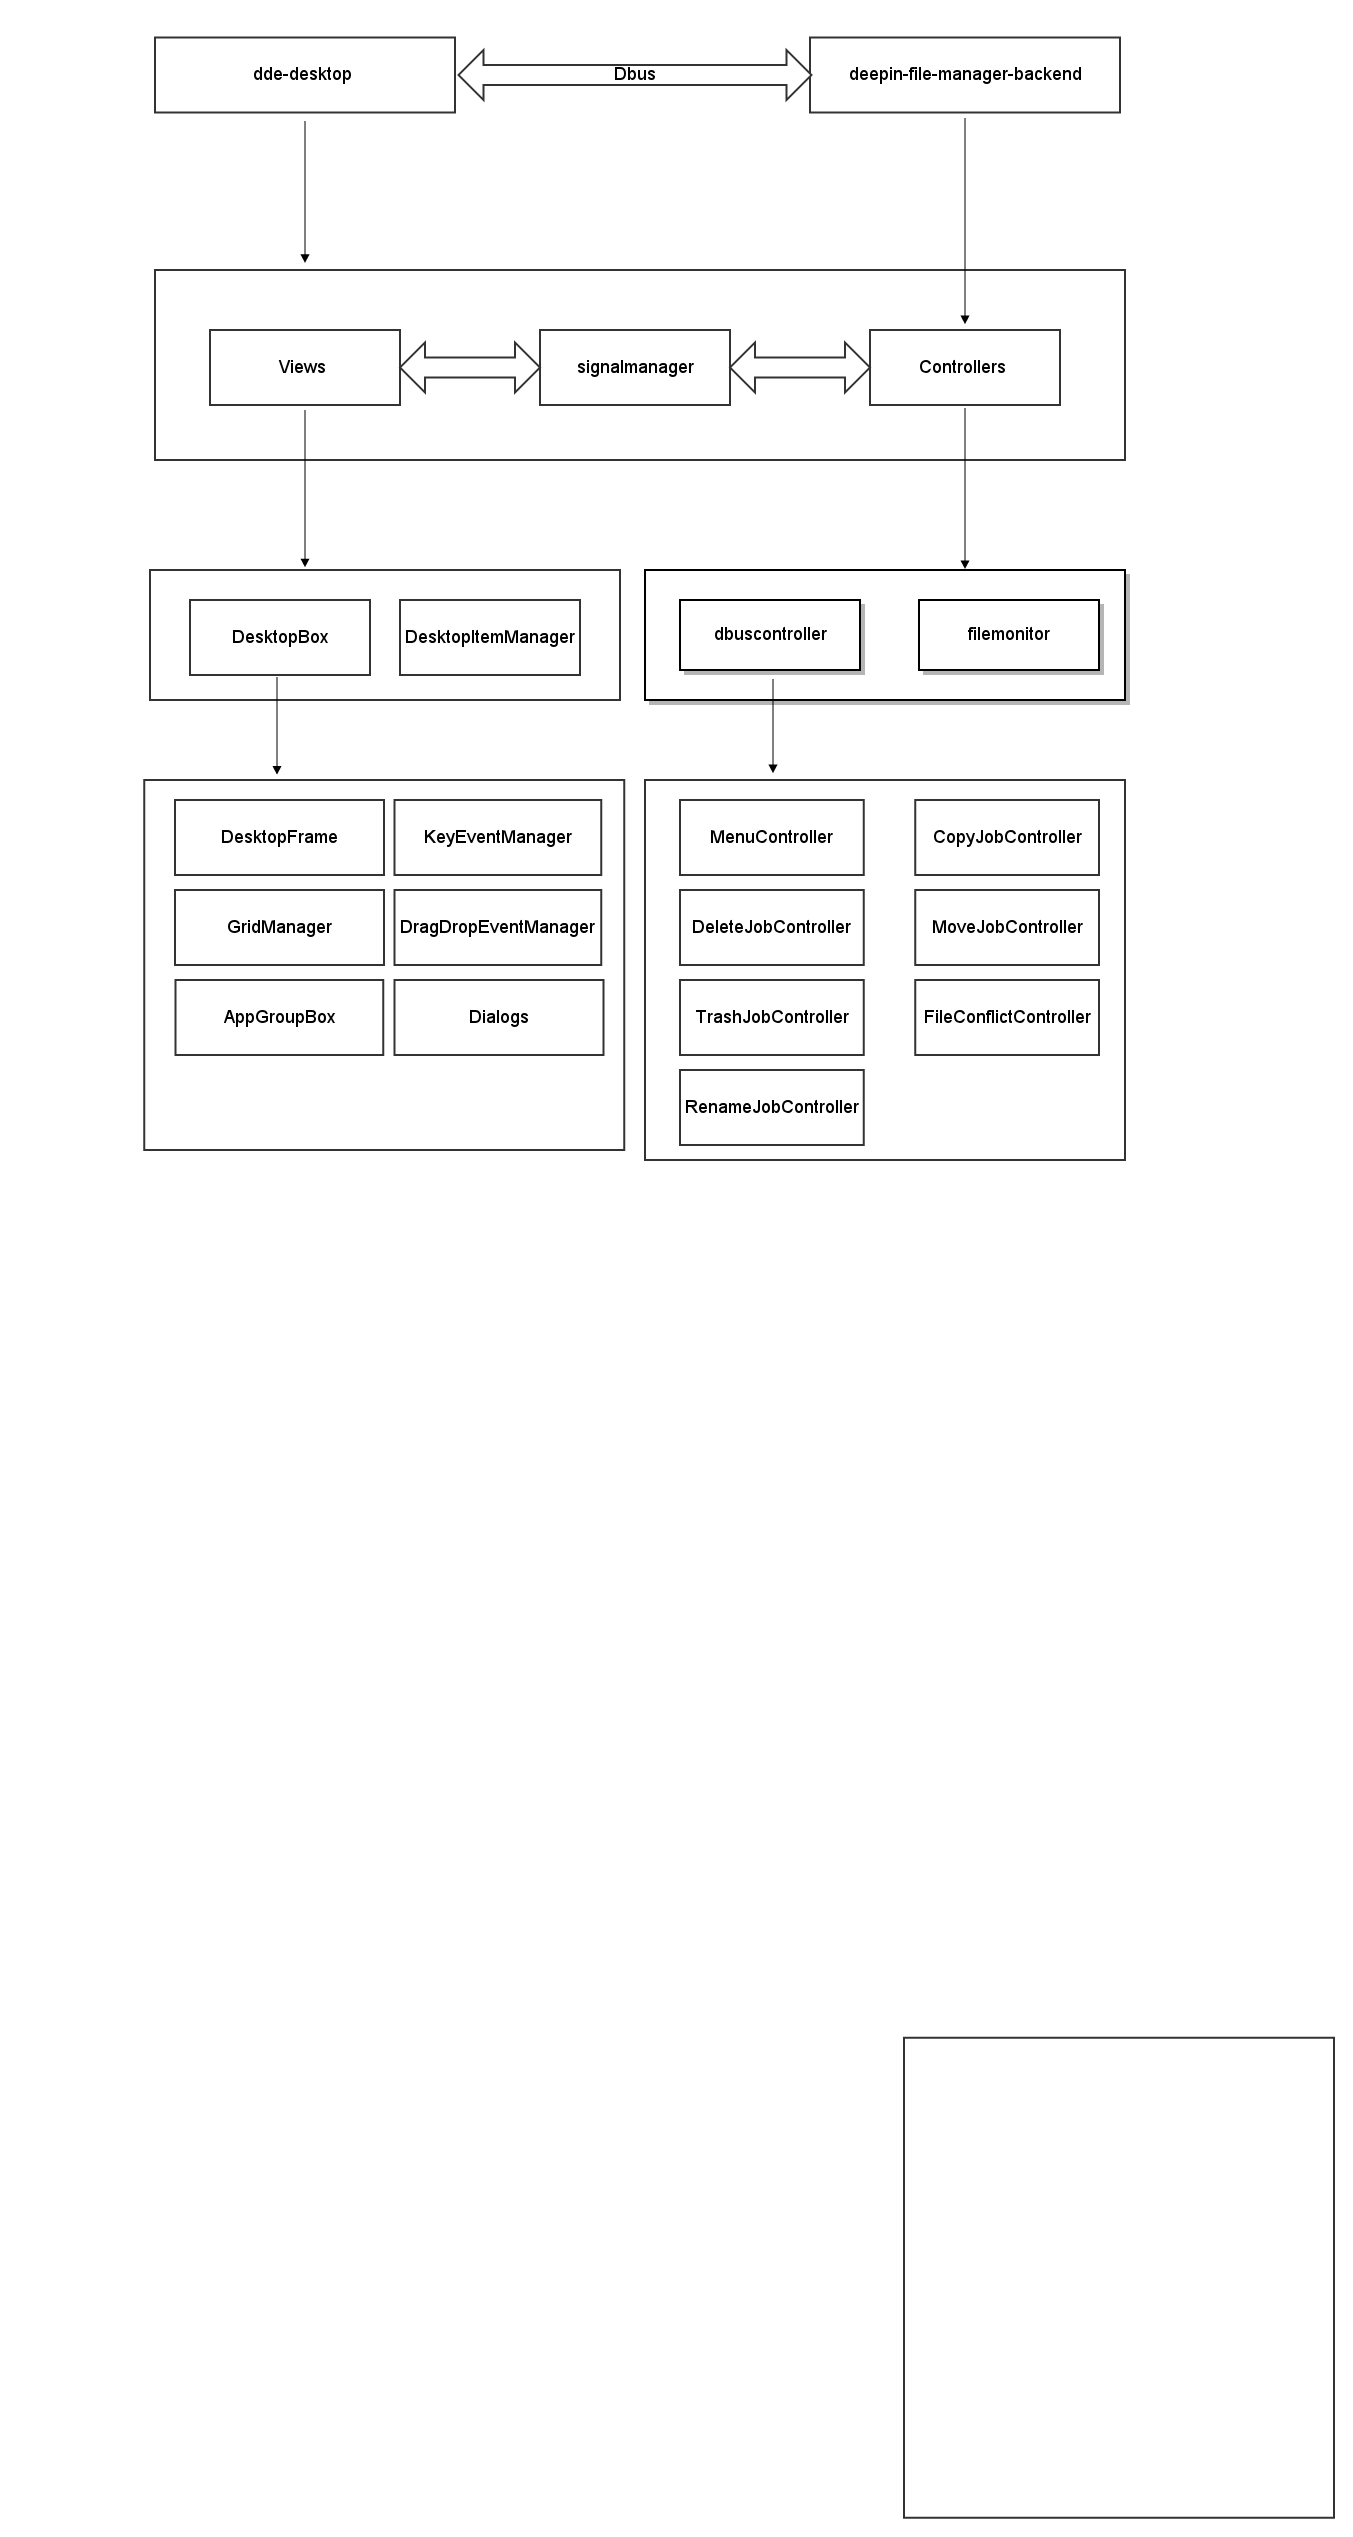 dde-desktop
Dbus
deepin-file-manager-backend
Views
signalmanager
Controllers
DesktopBox
DesktopItemManager
dbuscontroller
filemonitor
DesktopFrame
KeyEventManager
GridManager
DragDropEventManager
AppGroupBox
Dialogs
MenuController
CopyJobController
DeleteJobController
MoveJobController
TrashJobController
FileConflictController
RenameJobController